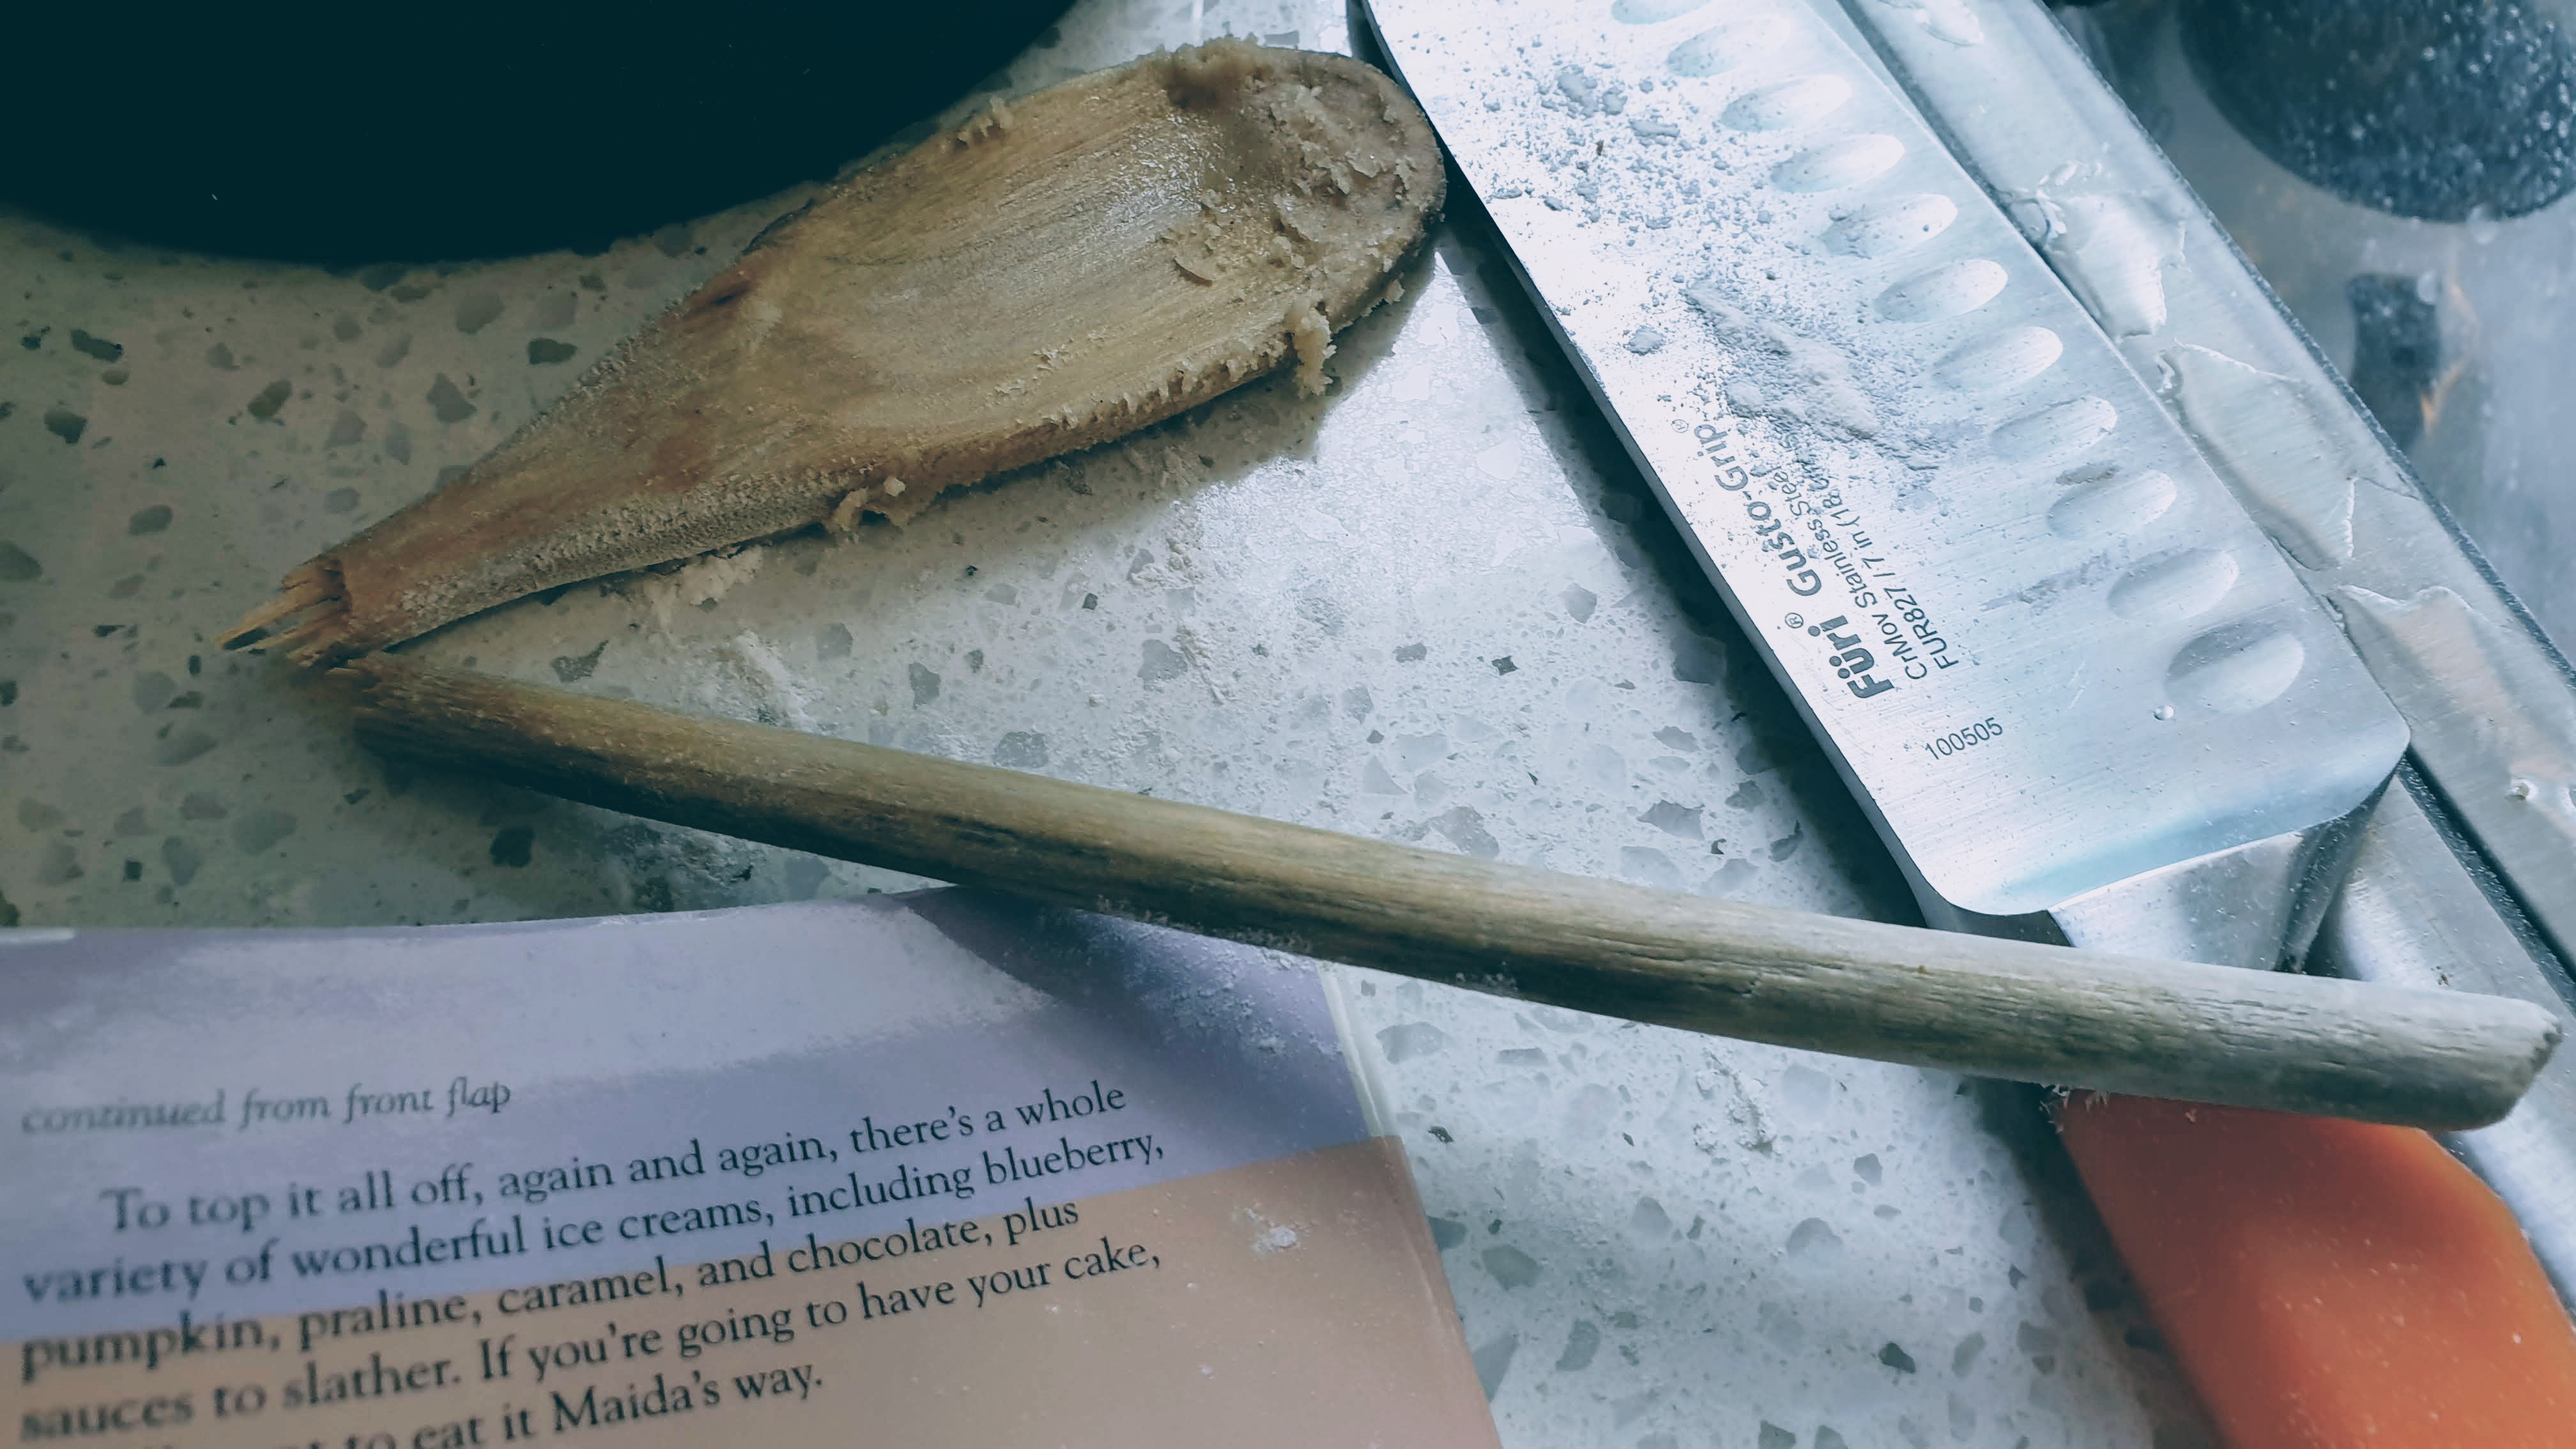 Füri® Gusto-Grip®
CrMov Stainless Steel
FUR827 / 7 in (18
100505
continued from front flap
To top it all off, again and again, there's a whole
variety of wonderful ice creams, including blueberry,
pumpkin, praline, caramel, and chocolate, plus
sauces to slather. If you're going to have your cake,
to eat it Maida's way.